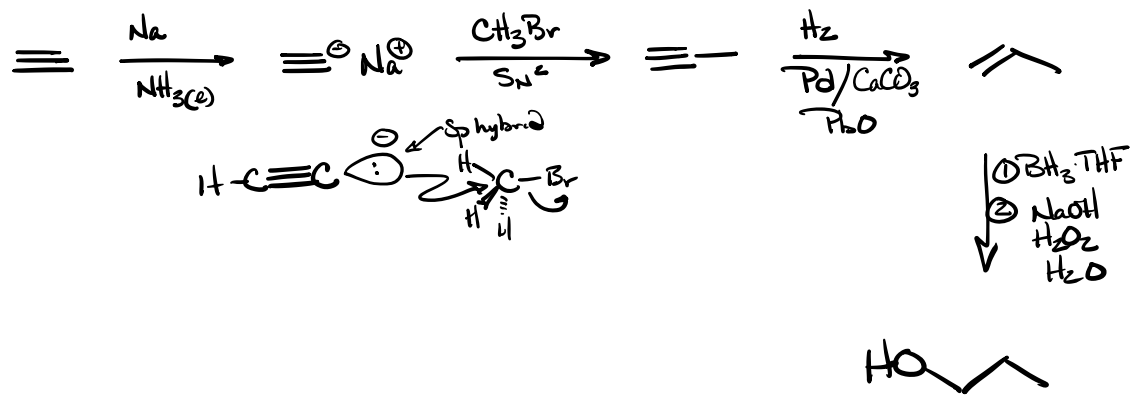 Na
NH3(l)
⊖ Na⊕
CH3Br
SN2
H2
Pd/CaCO3
PbO
⊖
Sp hybrid
H-C≡C :
H
C-Br
H
H
① BH3·THF
② NaOH
H2O2
H2O
HO